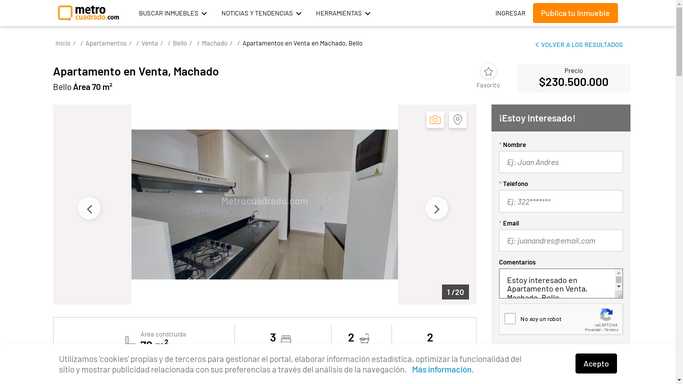 metro
cuadrado.com
BUSCAR INMUEBLES
NOTICIAS Y TENDENCIAS
HERRAMIENTAS
INGRESAR
Publica tu Inmueble
Inicio / / Apartamentos / / Venta / / Bello / / Machado / / Apartamentos en Venta en Machado, Bello
< VOLVER A LOS RESULTADOS
Apartamento en Venta, Machado
Bello Area 70 m²
Favorito
Precio
$230.500.000
Metrocuadrado.com
1 / 20
¡Estoy Interesado!
* Nombre
Ej: Juan Andres
* Teléfono
Ej: 322*******
* Email
Ej: juanandres@email.com
Comentarios
Estoy interesado en
Apartamento en Venta,
Machado, Bello
No soy un robot
reCAPTCHA
Privacidad - Términos
Área construida
70 m²
3
2
2
Utilizamos 'cookies' propias y de terceros para gestionar el portal, elaborar información estadística, optimizar la funcionalidad del
sitio y mostrar publicidad relacionada con sus preferencias a través del análisis de la navegación. Más información.
Acepto